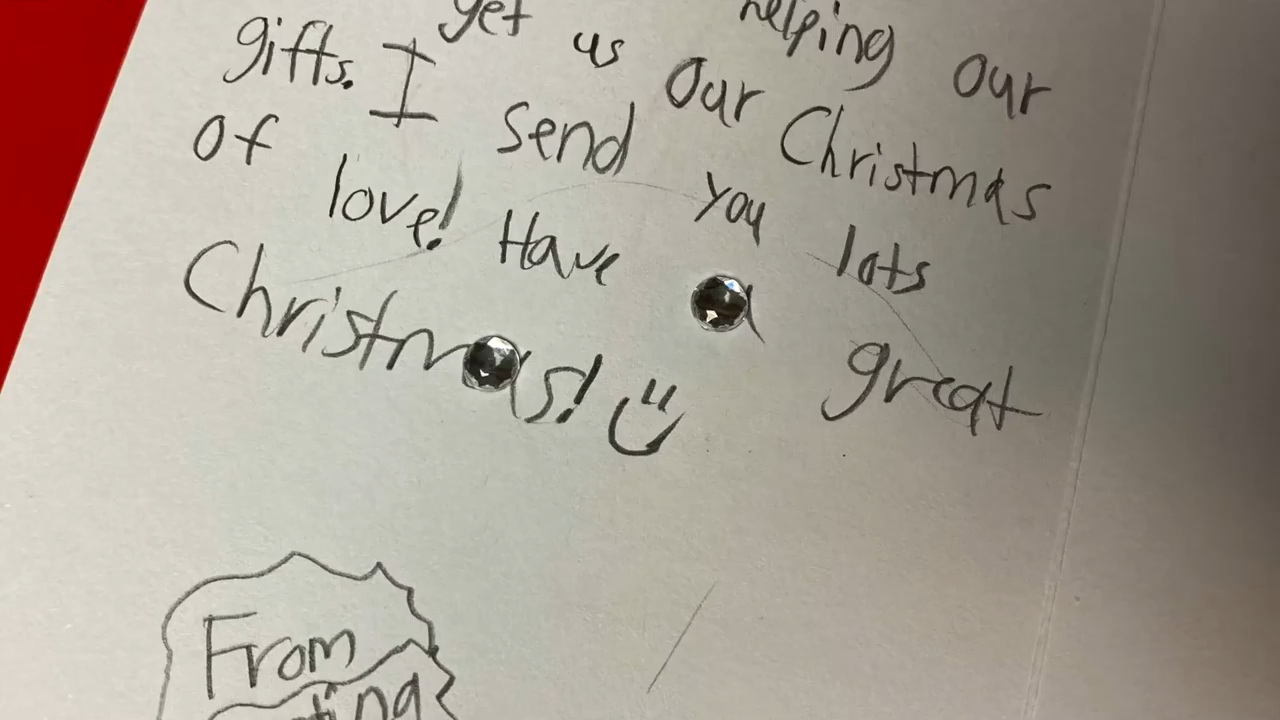 helping our
get us our Christmas
gifts. I send you lots
of love! Have a great
Christmas!
From